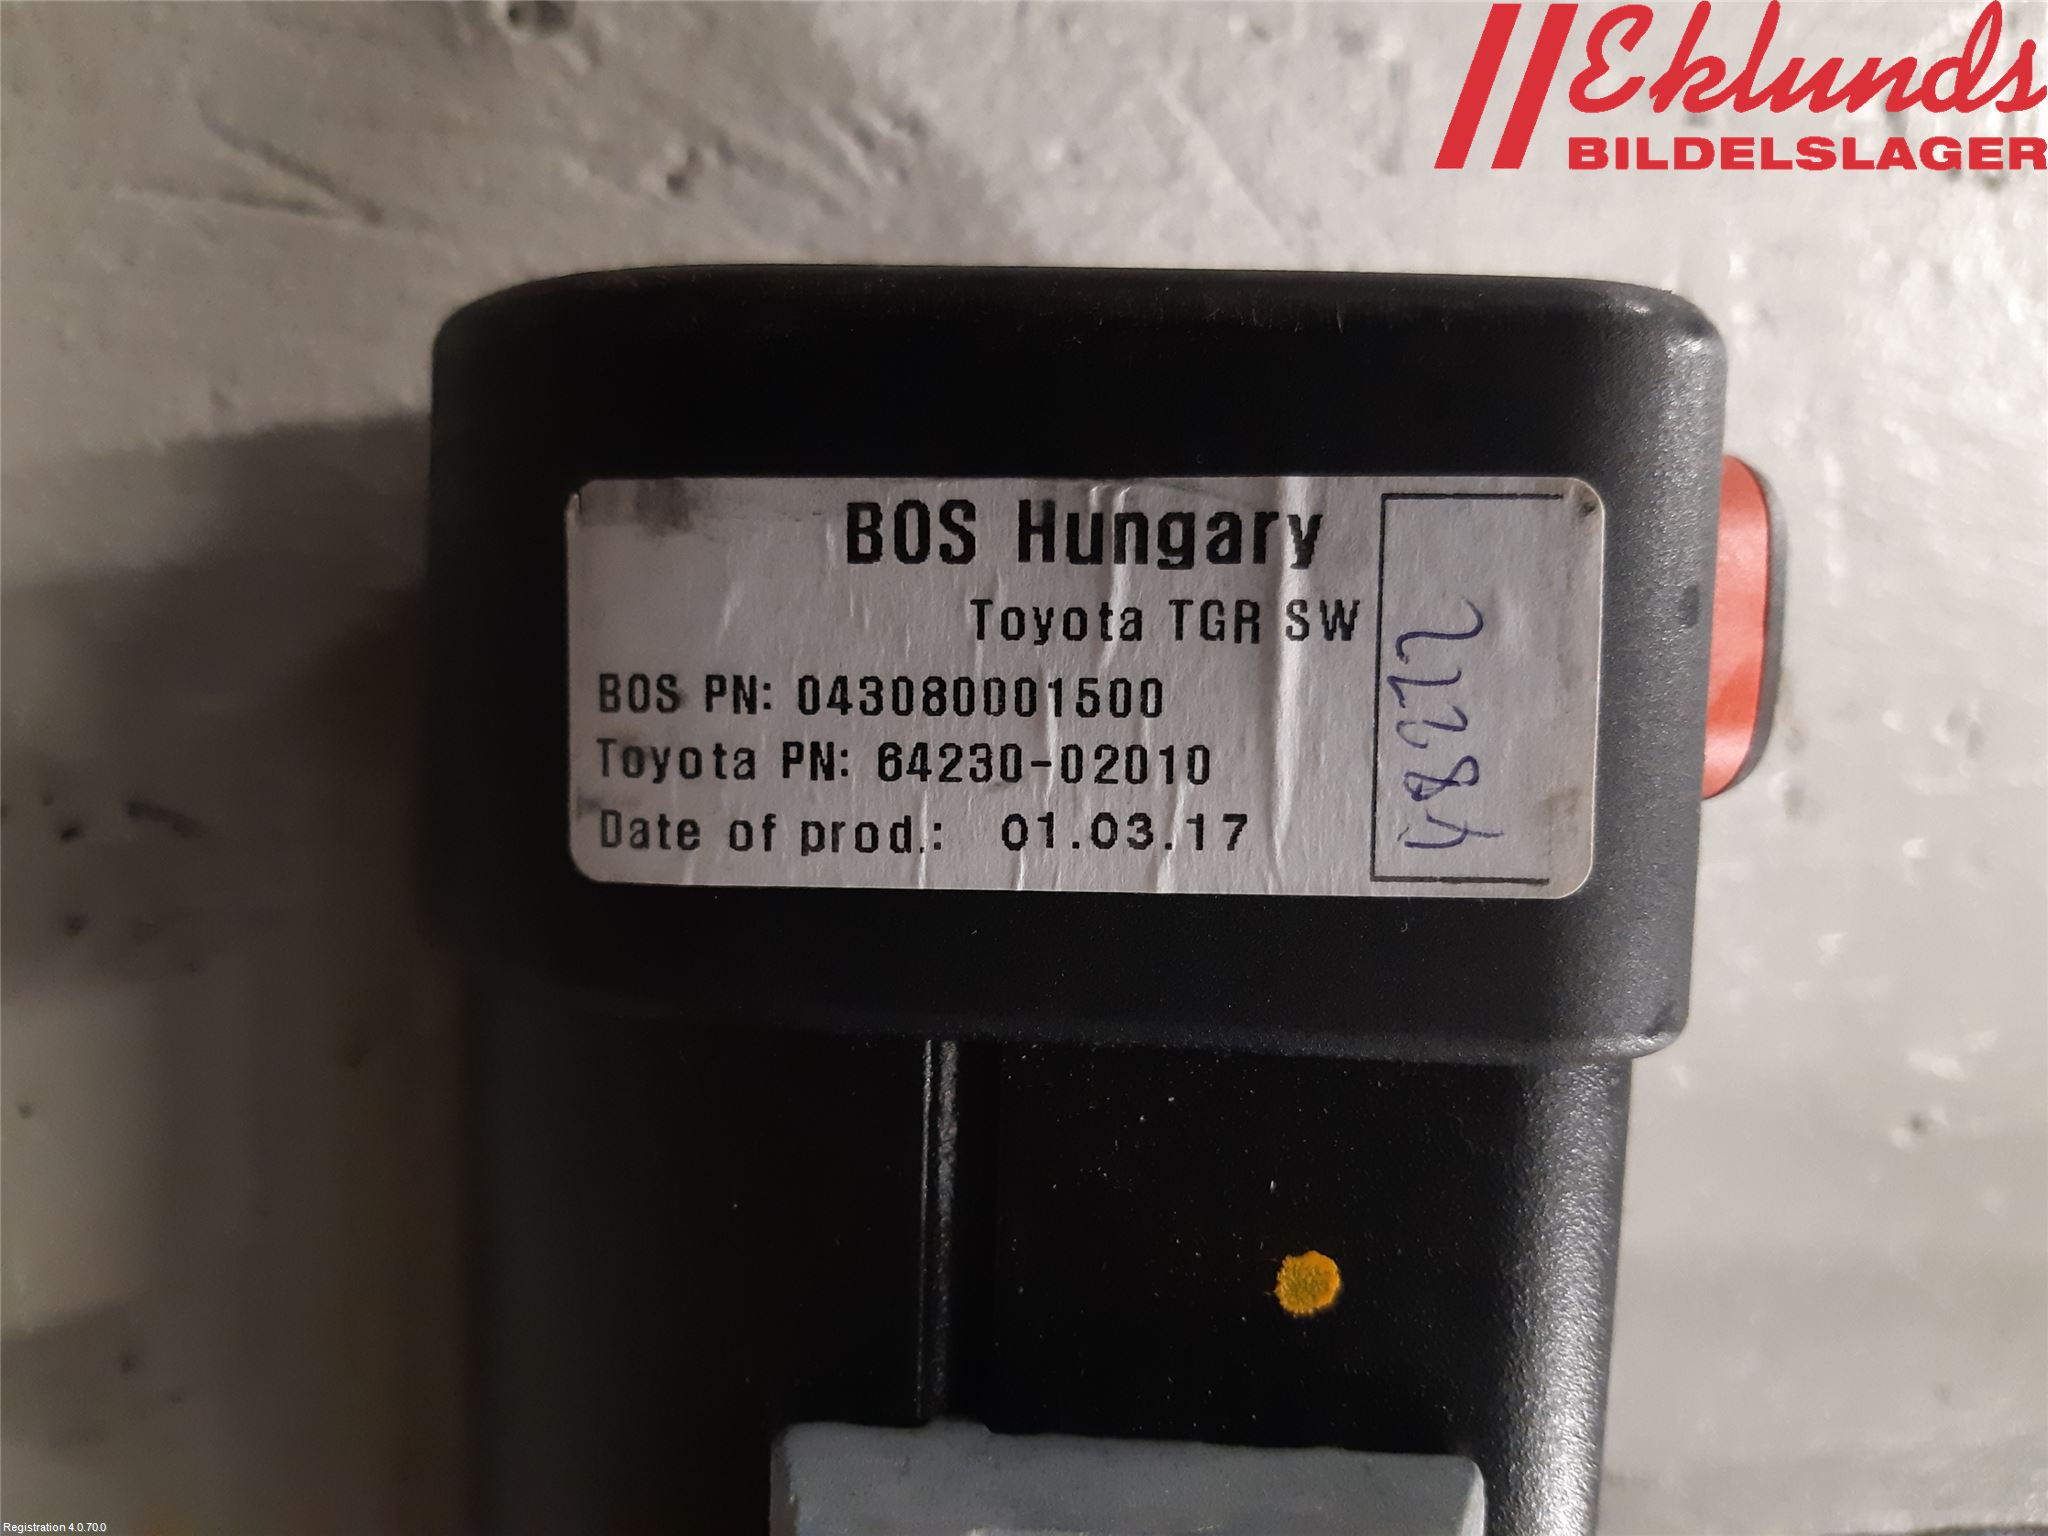 Eklunds
BILDELSLAGER
BOS Hungary
Toyota TGR SW
BOS PN: 043080001500
Toyota PN: 64230-02010
Date of prod.: 01.03.17
Registration 4.0.70.0